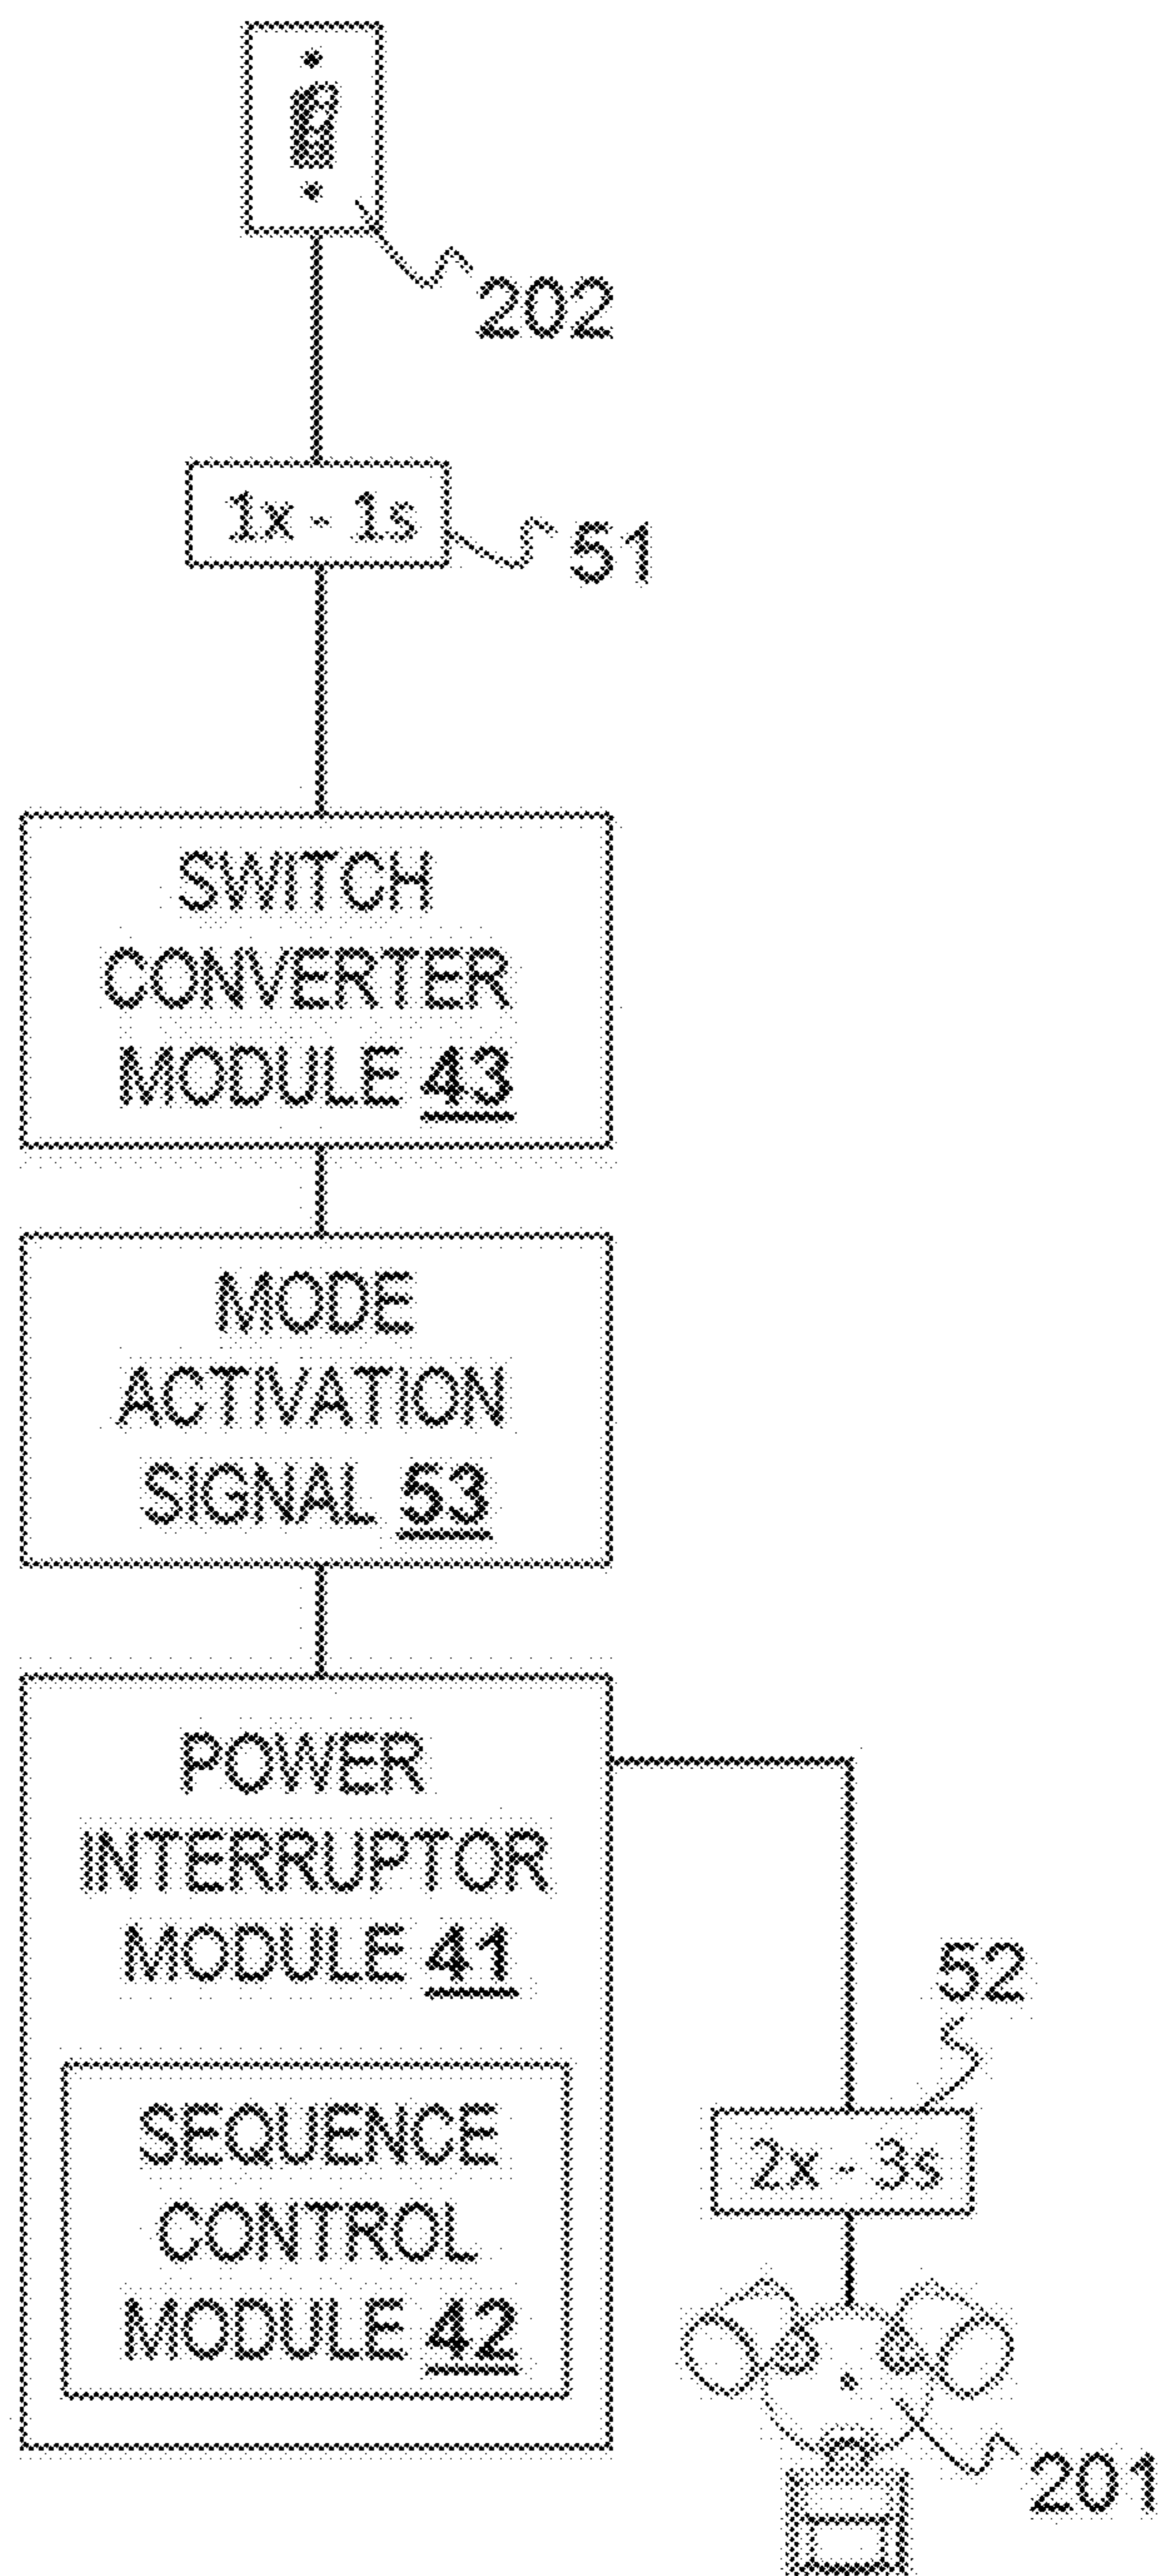 202
1x - 1s
51
SWITCH
CONVERTER
MODULE 43
MODE
ACTIVATION
SIGNAL 53
POWER
INTERRUPTOR
MODULE 41
52
SEQUENCE
CONTROL
MODULE 42
2x - 3s
201